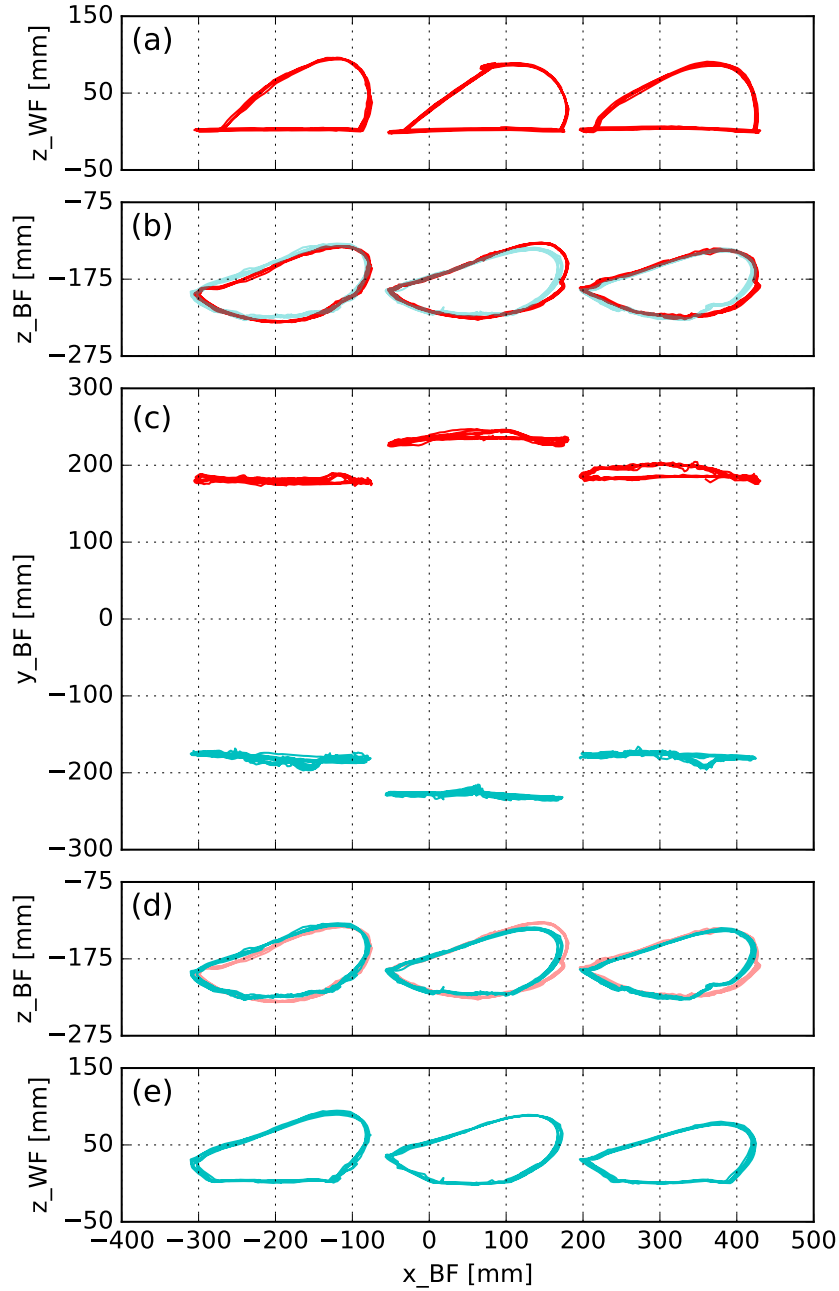 150
50
−50
z_WF [mm]
(a)
−75
−175
−275
z_BF [mm]
(b)
300
200
100
0
−100
−200
−300
y_BF [mm]
(c)
−75
−175
−275
z_BF [mm]
(d)
150
50
−50
z_WF [mm]
(e)
−400 −300 −200 −100 0 100 200 300 400 500
x_BF [mm]